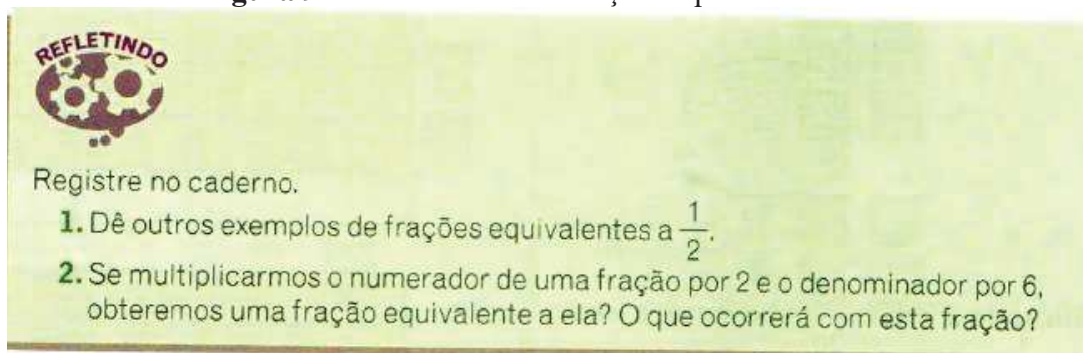 REFLETINDO
Registre no caderno.
1. Dê outros exemplos de frações equivalentes a 1/2.
2. Se multiplicarmos o numerador de uma fração por 2 e o denominador por 6,
obteremos uma fração equivalente a ela? O que ocorrerá com esta fração?